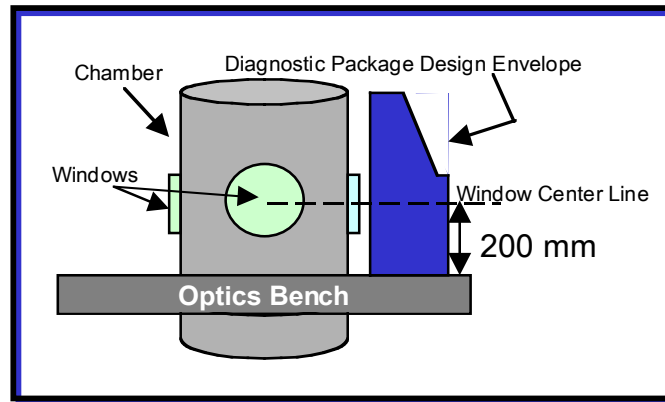 Diagnostic Package Design Envelope
Chamber
Windows
Window Center Line
200 mm
Optics Bench